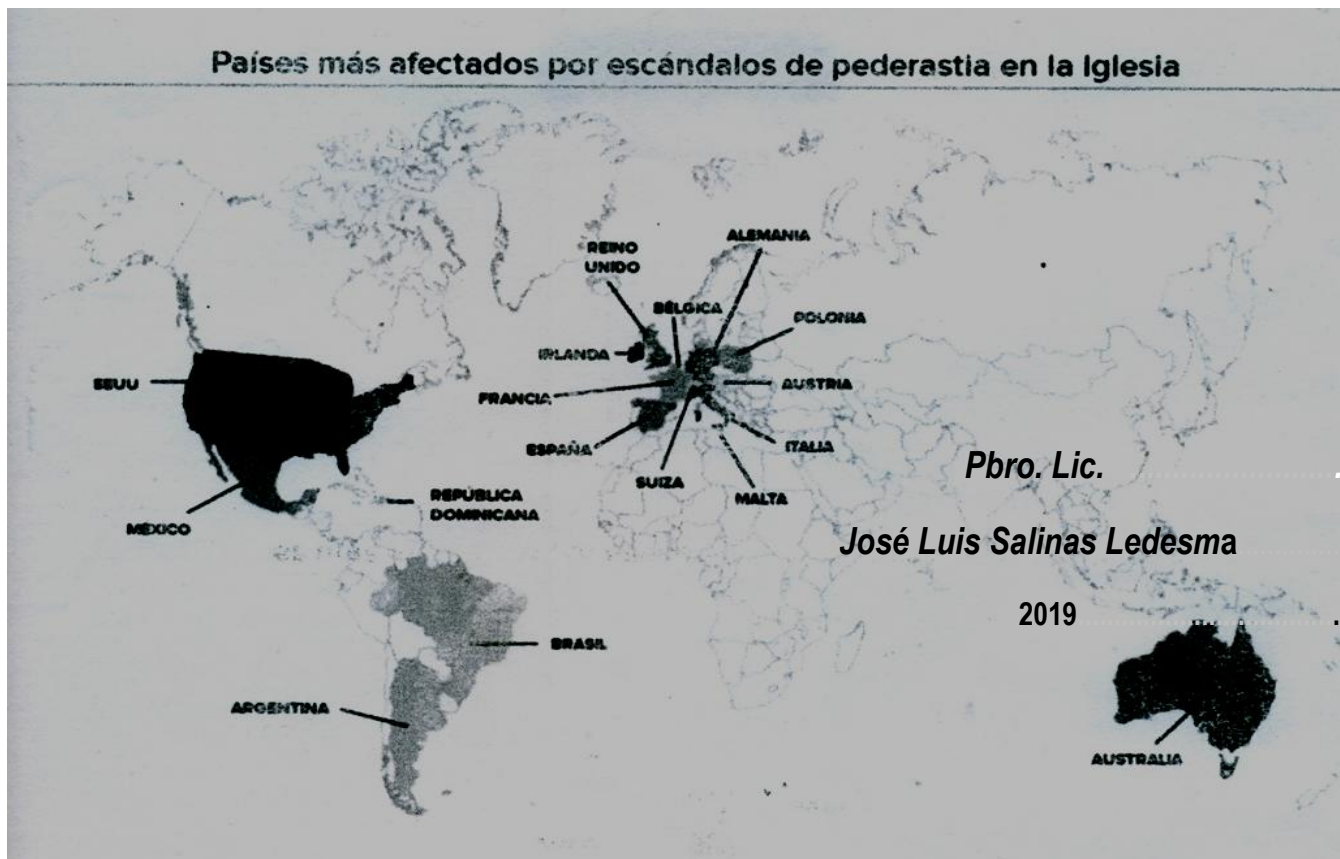 Países más afectados por escándalos de pederastia en la Iglesia
ALEMANIA
REINO
UNIDO
BÉLGICA
POLONIA
IRLANDA
EEUU
AUSTRIA
FRANCIA
ESPAÑA
ITALIA
SUIZA
MALTA
REPÚBLICA
DOMINICANA
MÉXICO
Pbro. Lic.
José Luis Salinas Ledesma
2019
BRASIL
ARGENTINA
AUSTRALIA